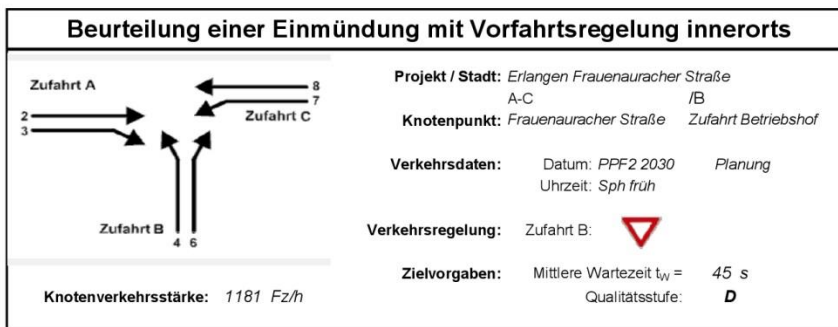 Beurteilung einer Einmündung mit Vorfahrtsregelung innerorts
Zufahrt A
8
7
2
3
Zufahrt C
Zufahrt B
4 6
Knotenverkehrsstärke: 1181 Fz/h
Projekt / Stadt: Erlangen Frauenauracher Straße
A-C /B
Knotenpunkt: Frauenauracher Straße Zufahrt Betriebshof
Verkehrsdaten: Datum: PPF2 2030 Planung
Uhrzeit: Sph früh
Verkehrsregelung: Zufahrt B:
Zielvorgaben: Mittlere Wartezeit tW = 45 s
Qualitätsstufe: D